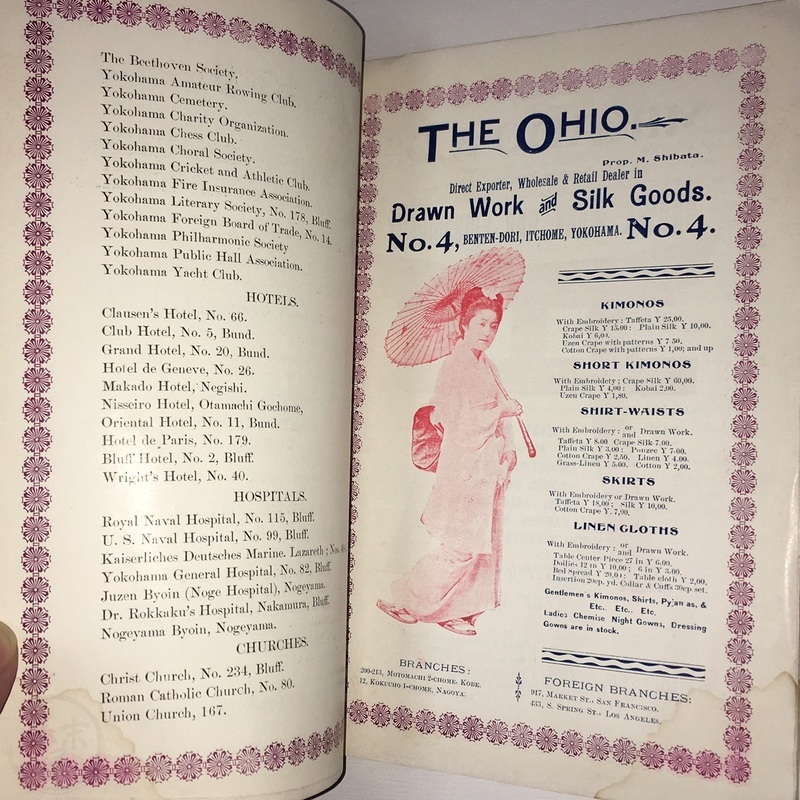 The Beethoven Society.
Yokohama Amateur Rowing Club.
Yokohama Cemetery.
Yokohama Charity Organization.
Yokohama Chess Club.
Yokohama Choral Society.
Yokohama Cricket and Athletic Club.
Yokohama Fire Insurance Association.
Yokohama Literary Society, No. 178, Bluff.
Yokohama Foreign Board of Trade, No. 14.
Yokohama Philharmonic Society
Yokohama Public Hall Association.
Yokohama Yacht Club.
HOTELS.
Clausen's Hotel, No. 66.
Club Hotel, No. 5, Bund.
Grand Hotel, No. 20, Bund.
Hotel de Geneve, No. 26.
Makado Hotel, Negishi.
Nisseiro Hotel, Otamachi Gochome,
Oriental Hotel, No. 11, Bund.
Hotel de Paris, No. 179.
Bluff Hotel, No. 2, Bluff.
Wright's Hotel, No. 40.
HOSPITALS.
Royal Naval Hospital, No. 115, Bluff.
U. S. Naval Hospital, No. 99, Bluff.
Kaiserliches Deutsches Marine. Lazareth; Nos.
Yokohama General Hospital, No. 82, Bluff.
Juzen Byoin (Noge Hospital), Nogeyama.
Dr. Rokkaku's Hospital, Nakamura, Bluff.
Nogeyama Byoin, Nogeyama.
CHURCHES.
Christ Church, No. 234, Bluff.
Roman Catholic Church, No. 80.
Union Church, 167.
THE OHIO.
Prop. M. Shibata.
Direct Exporter, Wholesale & Retail Dealer in
Drawn Work and Silk Goods.
No. 4, BENTEN-DORI, ITCHOME, YOKOHAMA. No. 4.
KIMONOS
With Embroidery: Taffeta Y 25,00.
Crape Silk Y 15,00: Plain Silk Y 10,00.
Kobai Y 6,00.
Uzen Crape with patterns Y 7 50,
Cotton Crape with patterns Y 1,00; and up
SHORT KIMONOS
With Embroidety; Crape Silk Y 60,00.
Plain Silk Y 4,00: Kobai 2,00.
Uzen Crape Y 1,80.
SHIRT-WAISTS
With Embroidery: or and Drawn Work.
Taffeta Y 8.00 Crape Silk 7.00.
Plain Silk Y 3.00: Ponzee Y 7.00.
Cotton Crape Y 2,50. Linen Y 4.00.
Grass-Linen Y 5.00. Cotton Y 2,00.
SKIRTS
With Embroidery or Drawn Work.
Taffeta Y 18,00; Silk Y 10,00.
Cotton Crape Y. 7,00.
LINEN CLOTHS
With Embroidery or and Drawn Work.
Table Center Piece 27 in Y 6.00.
Doilies 12 in Y 10,00; 6 in Y 3.00.
Bed Spread Y 20,00: Table cloth Y 2,00.
Insertion 20cp. yd. Collar & Cuffs 30cp. set.
Gentlemen's Kimonos, Shirts, Pyjan as, &
Etc. Etc. Etc.
Ladies Chemise Night Gowns, Dressing
Gowns are in stock.
BRANCHES:
200-213, MOTOMACHI 2-CHOME, KOBE.
12, KOKUCHO 1-CHOME, NAGOYA.
FOREIGN BRANCHES:
917, MARKET ST., SAN FRANCISCO.
433, S. SPRING ST., LOS ANGELES.